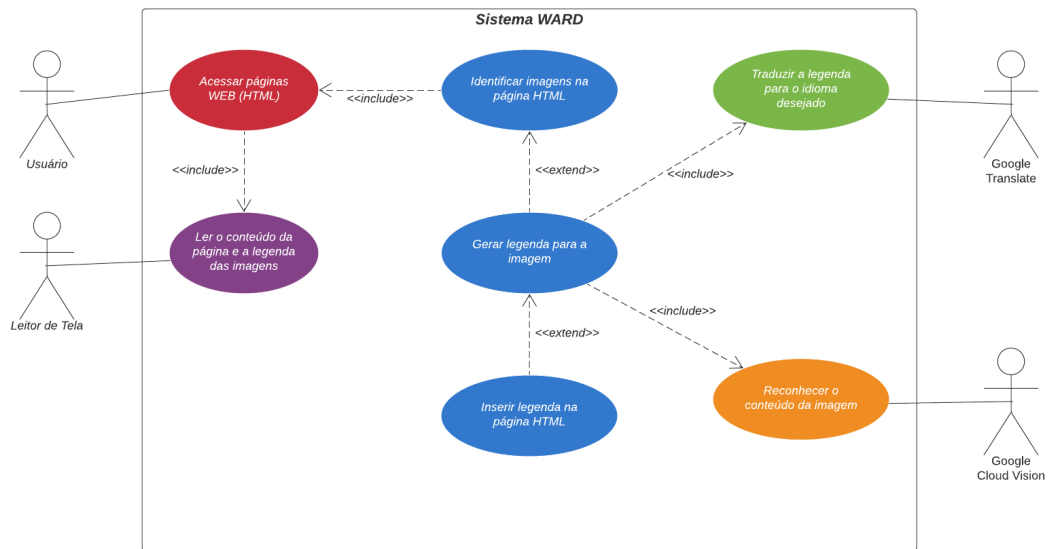 Sistema WARD
Usuário
Acessar páginas
WEB (HTML)
<<include>>
Identificar imagens na
página HTML
Traduzir a legenda
para o idioma
desejado
Google
Translate
<<include>>
<<extend>>
<<include>>
Leitor de Tela
Ler o conteúdo da
página e a legenda
das imagens
Gerar legenda para a
imagem
<<extend>>
<<include>>
Inserir legenda na
página HTML
Reconhecer o
conteúdo da imagem
Google
Cloud Vision